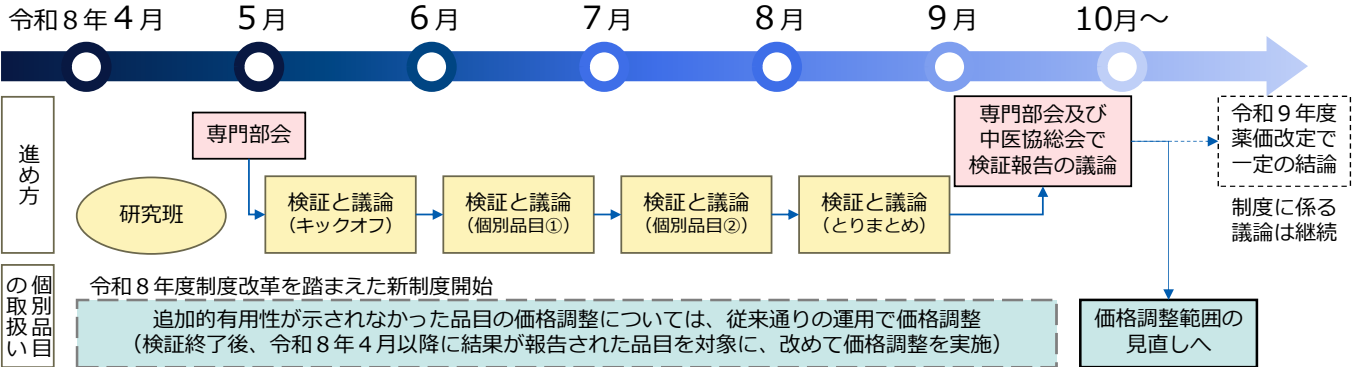 令和８年４月
５月
６月
７月
８月
９月
10月～
進め方
専門部会
研究班
検証と議論
（キックオフ）
検証と議論
（個別品目①）
検証と議論
（個別品目②）
検証と議論
（とりまとめ）
専門部会及び
中医協総会で
検証報告の議論
令和９年度
薬価改定で
一定の結論
制度に係る
議論は継続
個別品目
の取扱い
令和８年度制度改革を踏まえた新制度開始
追加的有用性が示されなかった品目の価格調整については、従来通りの運用で価格調整
（検証終了後、令和８年４月以降に結果が報告された品目を対象に、改めて価格調整を実施）
価格調整範囲の
見直しへ